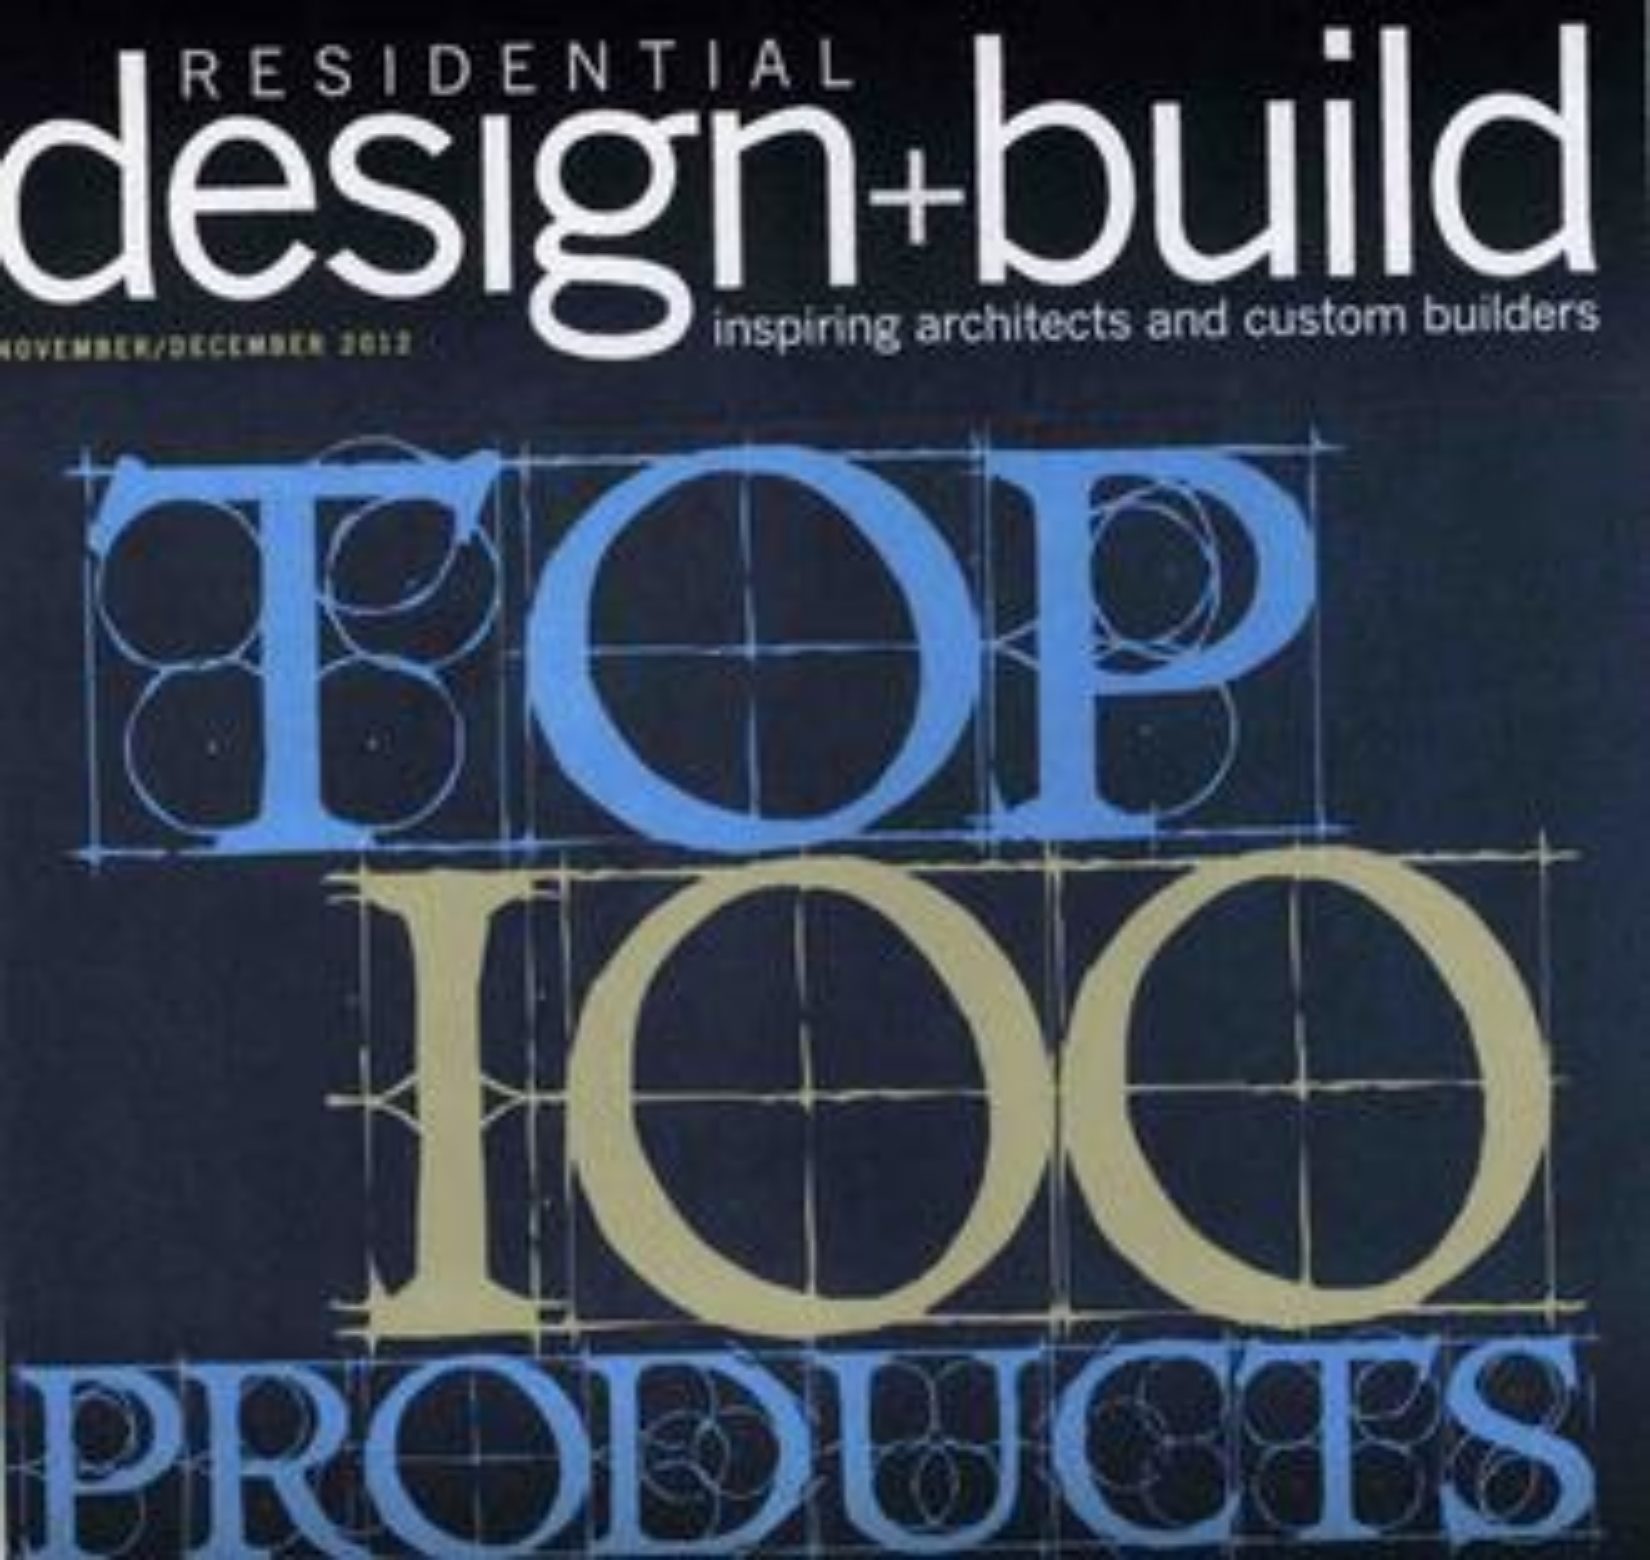 RESIDENTIAL
design+build
inspiring architects and custom builders
NOVEMBER/DECEMBER 2012
TOP
100
PRODUCTS